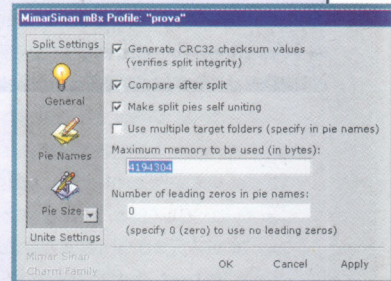 MimarSinan mBx Profile: "prova"
Split Settings
General
Pie Names
Pie Size
Unite Settings
Mimar Sinan
Charm Family
Generate CRC32 checksum values
(verifies split integrity)
Compare after split
Make split pies self uniting
Use multiple target folders (specify in pie names)
Maximum memory to be used (in bytes):
4194304
Number of leading zeros in pie names:
0
(specify 0 (zero) to use no leading zeros)
OK Cancel Apply